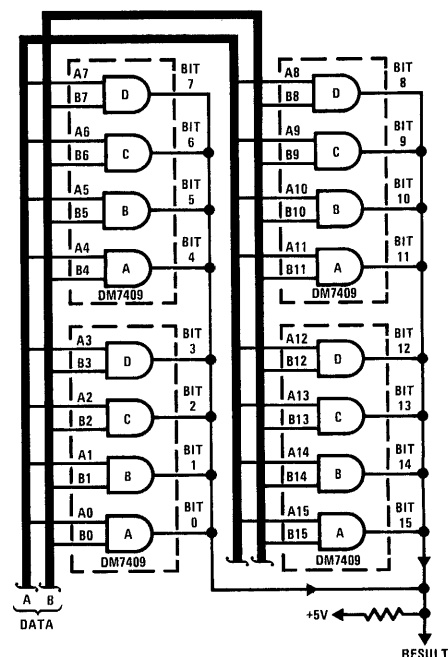 A7
B7
D
BIT
7
A6
B6
C
BIT
6
A5
B5
B
BIT
5
A4
B4
A
BIT
4
DM7409
A3
B3
D
BIT
3
A2
B2
C
BIT
2
A1
B1
B
BIT
1
A0
B0
A
BIT
0
DM7409
A8
B8
D
BIT
8
A9
B9
C
BIT
9
A10
B10
B
BIT
10
A11
B11
A
BIT
11
DM7409
A12
B12
D
BIT
12
A13
B13
C
BIT
13
A14
B14
B
BIT
14
A15
B15
A
BIT
15
DM7409
A B
DATA
+5V
RESULT